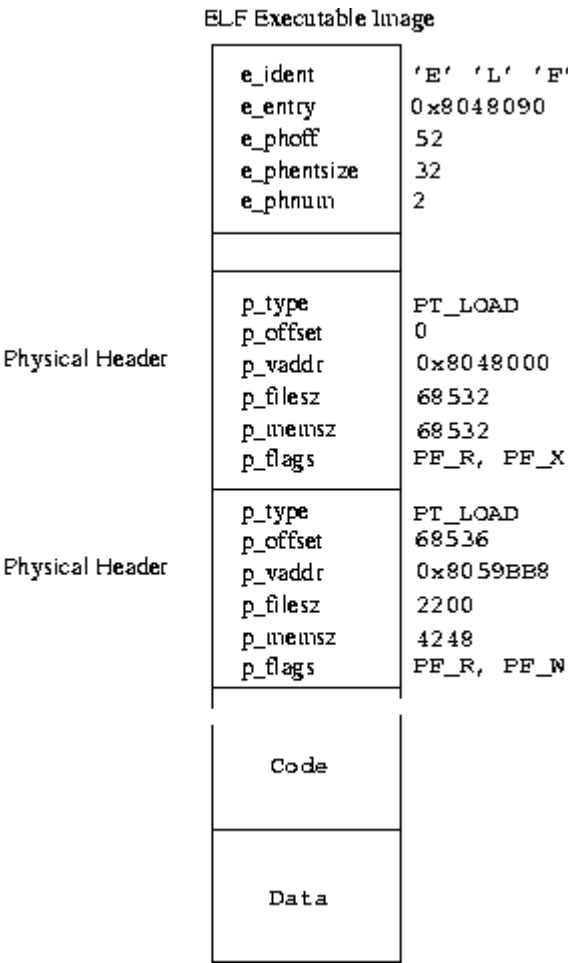 ELF Executable Image
e_ident 'E' 'L' 'F'
e_entry 0x8048090
e_phoff 52
e_phentsize 32
e_phnum 2
p_type PT_LOAD
p_offset 0
Physical Header p_vaddr 0x8048000
p_filesz 68532
p_memsz 68532
p_flags PF_R, PF_X
p_type PT_LOAD
p_offset 68536
Physical Header p_vaddr 0x8059BB8
p_filesz 2200
p_memsz 4248
p_flags PF_R, PF_W
Code
Data